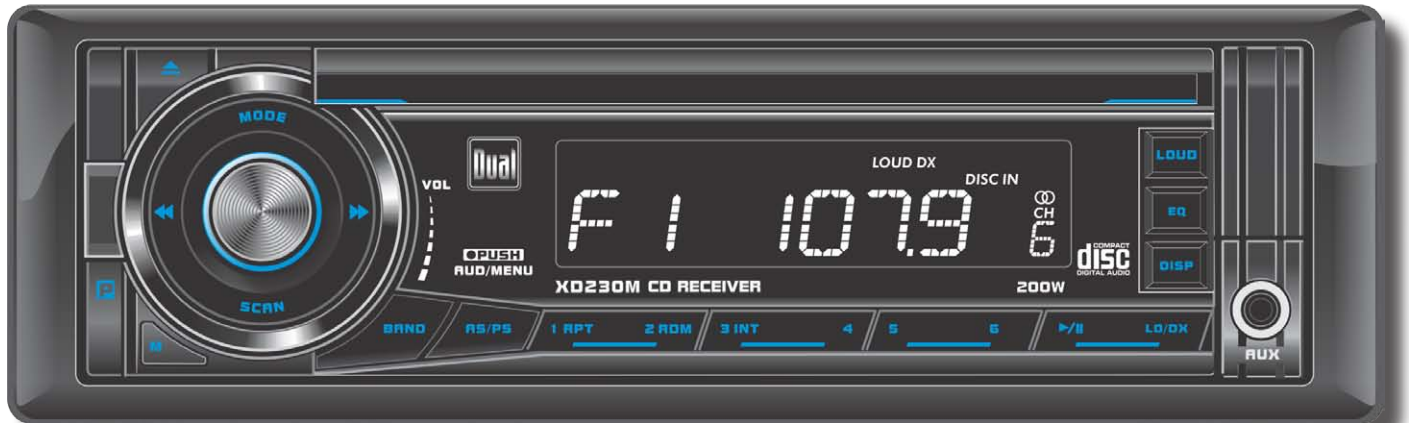 MODE
VOL
Dual
LOUD DX
DISC IN
F1 107.9
CH
6
LOUD
EQ
DISP
PUSH
AUD/MENU
COMPACT
disc
DIGITAL AUDIO
XD230M CD RECEIVER 200W
P
SCAN
M
BAND AS/PS 1 RPT 2 RDM 3 INT 4 5 6 LO/DX
AUX